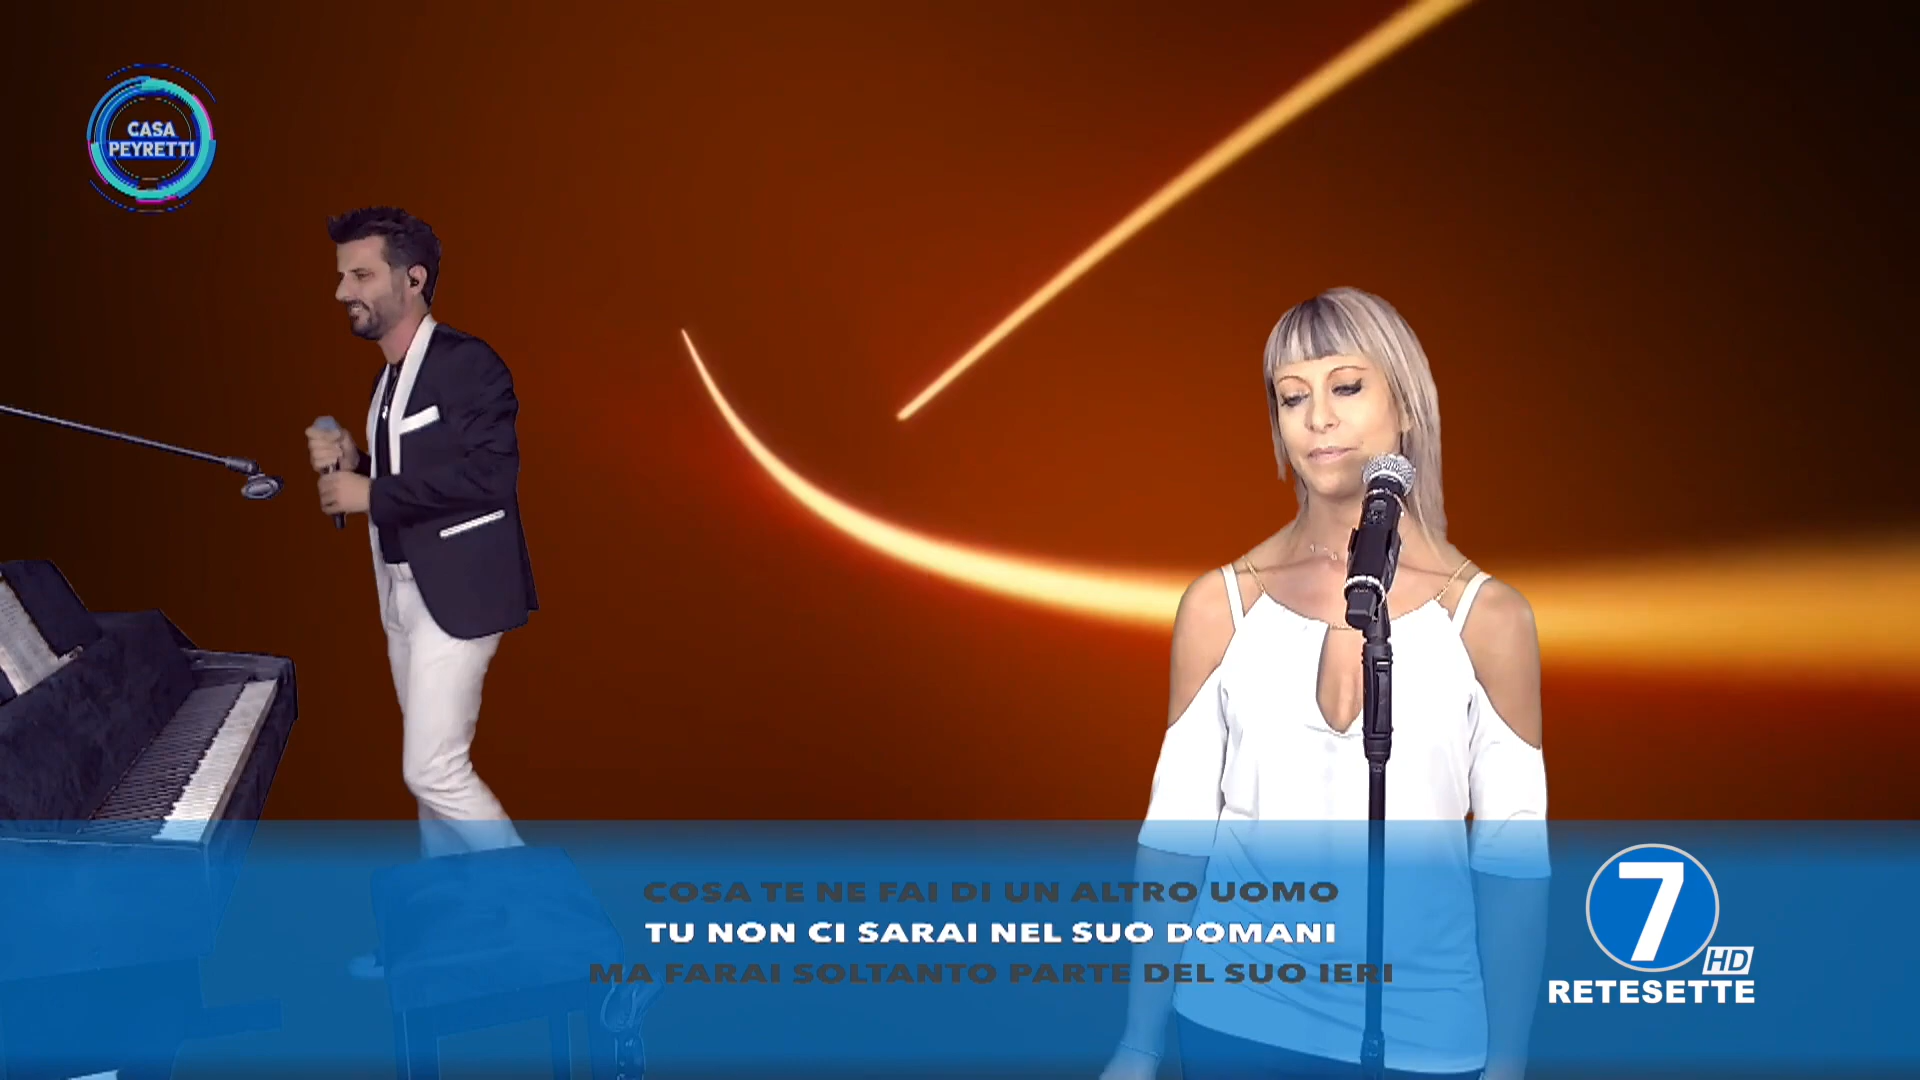 CASA
PEYRETTI
COSA TE NE FAI DI UN ALTRO UOMO
TU NON CI SARAI NEL SUO DOMANI
MA FARAI SOLTANTO PARTE DEL SUO IERI
7
HD
RETESETTE